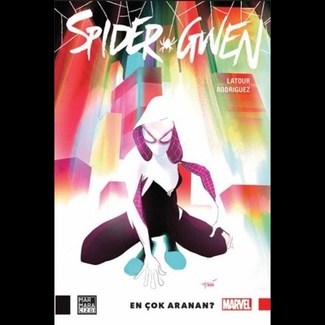 SPIDER GWEN
LATOUR
RODRIGUEZ
MAR
MARA
ÇİZGİ
EN ÇOK ARANAN?
MARVEL